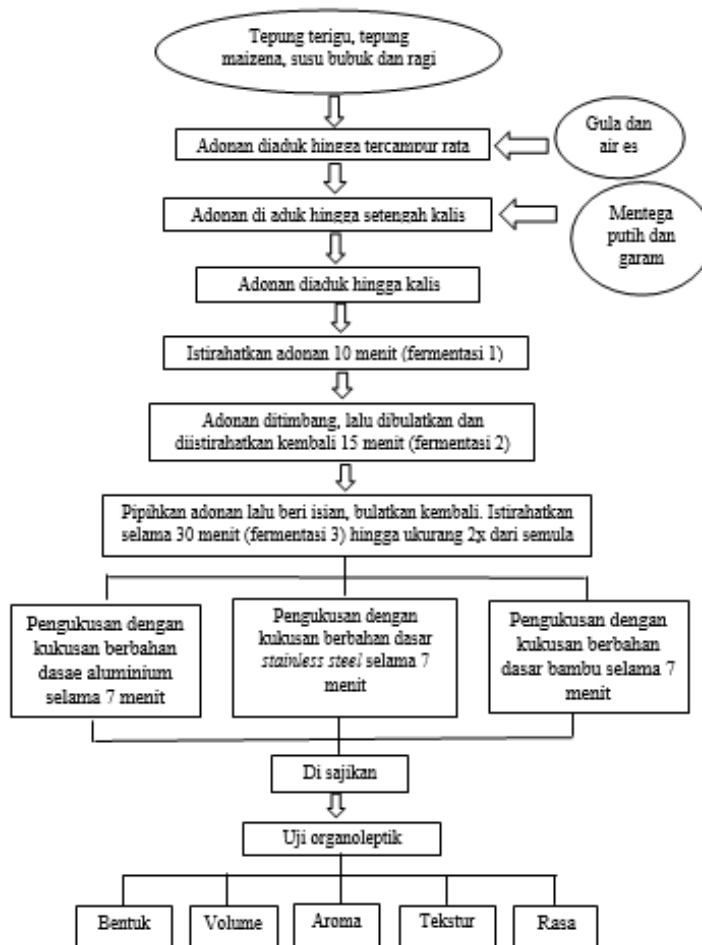 Tepung terigu, tepung
maizena, susu bubuk dan ragi
Gula dan
air es
Adonan diaduk hingga tercampur rata
Adonan di aduk hingga setengah kalis
Mentega
putih dan
garam
Adonan diaduk hingga kalis
Istirahatkan adonan 10 menit (fermentasi 1)
Adonan ditimbang, lalu dibulatkan dan
diistirahatkan kembali 15 menit (fermentasi 2)
Pipihkan adonan lalu beri isian, bulatkan kembali. Istirahatkan
selama 30 menit (fermentasi 3) hingga ukurang 2x dari semula
Pengukusan dengan
kukusan berbahan
dasae aluminium
selama 7 menit
Pengukusan dengan
kukusan berbahan dasar
stainless steel selama 7
menit
Pengukusan dengan
kukusan berbahan
dasar bambu selama 7
menit
Di sajikan
Uji organoleptik
Bentuk
Volume
Aroma
Tekstur
Rasa